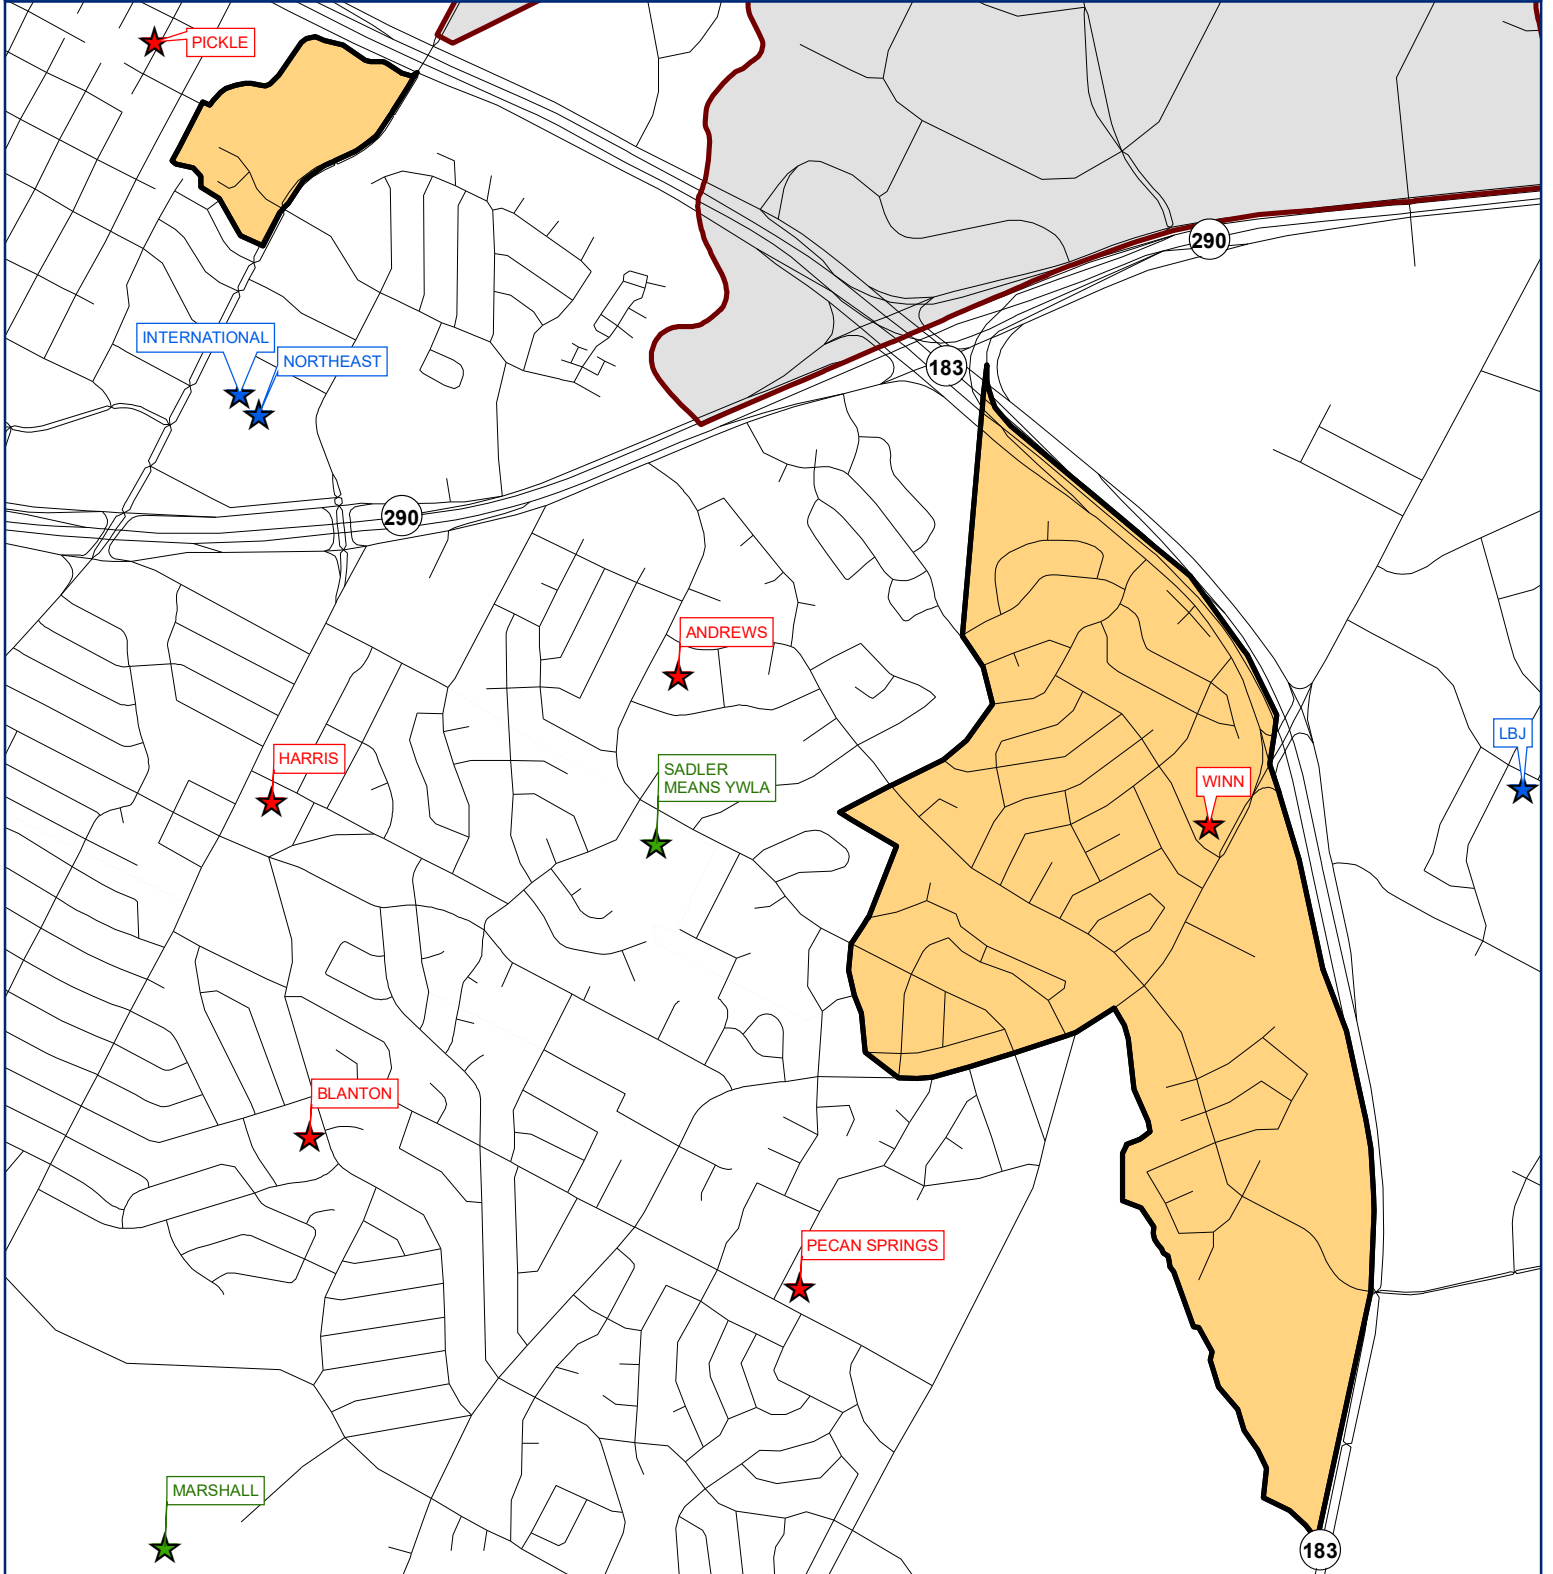 PICKLE
290
INTERNATIONAL
NORTHEAST
183
290
ANDREWS
LBJ
HARRIS
SADLER
MEANS YWLA
WINN
BLANTON
PECAN SPRINGS
MARSHALL
183